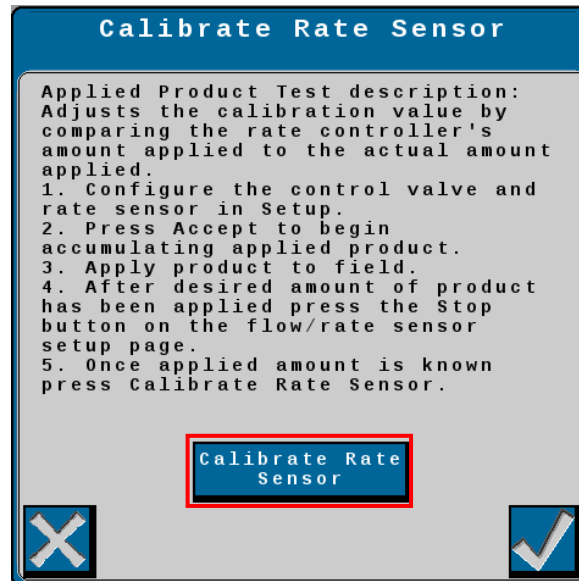 Calibrate Rate Sensor
Applied Product Test description:
Adjusts the calibration value by
comparing the rate controller's
amount applied to the actual amount
applied.
1. Configure the control valve and
rate sensor in Setup.
2. Press Accept to begin
accumulating applied product.
3. Apply product to field.
4. After desired amount of product
has been applied press the Stop
button on the flow/rate sensor
setup page.
5. Once applied amount is known
press Calibrate Rate Sensor.
Calibrate Rate
Sensor